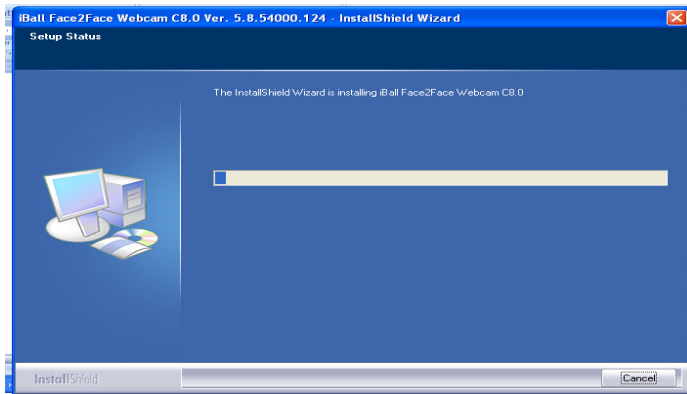 iBall Face2Face Webcam C8.0 Ver. 5.8.54000.124 - InstallShield Wizard
Setup Status
The InstallShield Wizard is installing iBall Face2Face Webcam C8.0
InstallShield
Cancel